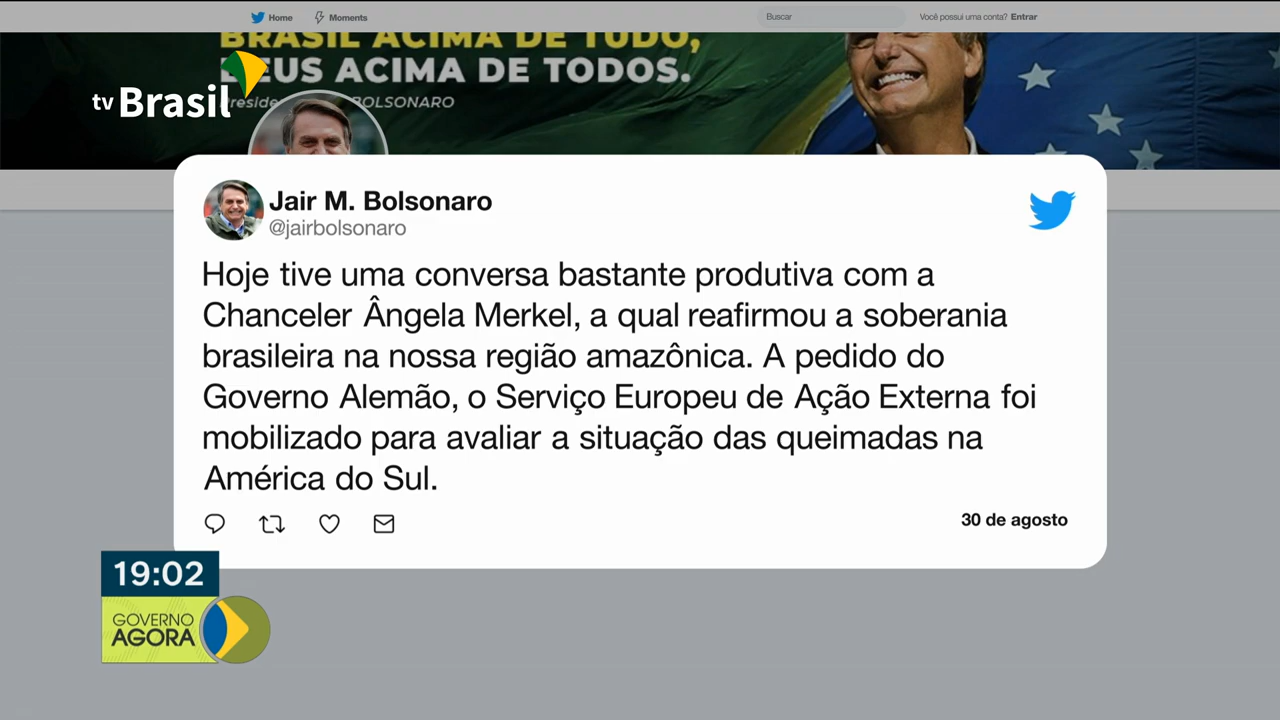 Home
Moments
Buscar
Você possui uma conta? Entrar
BRASIL ACIMA DE TUDO,
DEUS ACIMA DE TODOS.
BOLSONARO
tv Brasil
Jair M. Bolsonaro
@jairbolsonaro
Hoje tive uma conversa bastante produtiva com a
Chanceler Ângela Merkel, a qual reafirmou a soberania
brasileira na nossa região amazônica. A pedido do
Governo Alemão, o Serviço Europeu de Ação Externa foi
mobilizado para avaliar a situação das queimadas na
América do Sul.
30 de agosto
19:02
GOVERNO
AGORA